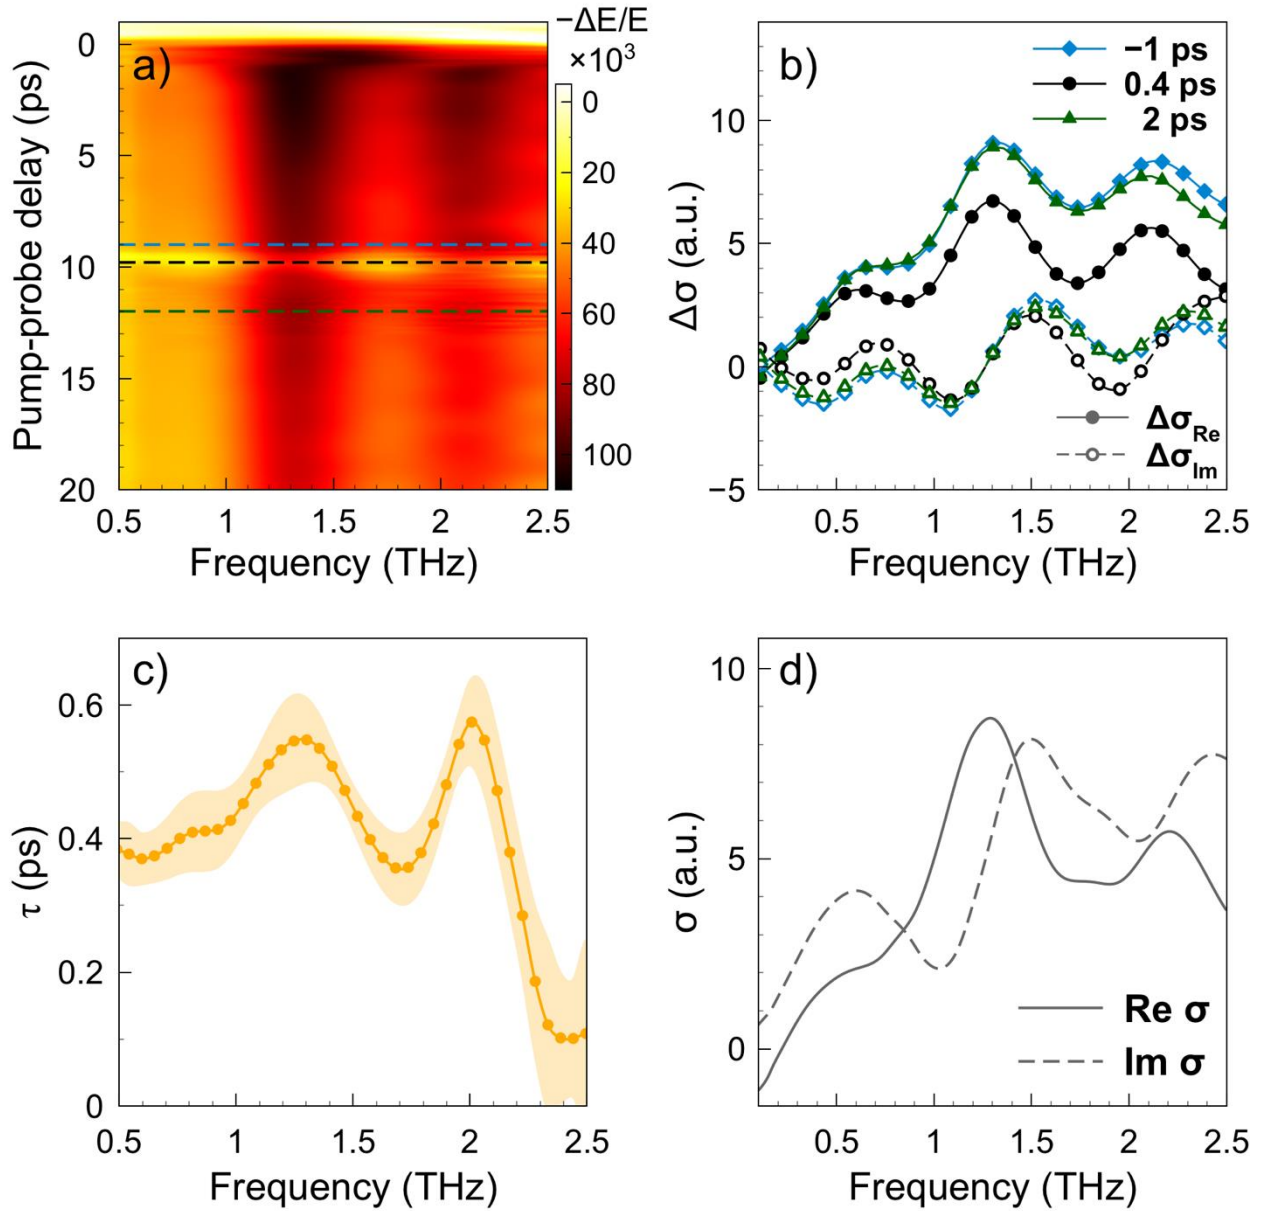 −ΔE/E
×10³
a)
0
5
10
15
20
Pump-probe delay (ps)
0
20
40
60
80
100
0.5 1 1.5 2 2.5
Frequency (THz)
b)
−1 ps
0.4 ps
2 ps
10
5
0
−5
Δσ (a.u.)
Δσ_Re
Δσ_Im
0.5 1 1.5 2 2.5
Frequency (THz)
c)
0.6
0.4
0.2
0
τ (ps)
0.5 1 1.5 2 2.5
Frequency (THz)
d)
10
5
0
σ (a.u.)
Re σ
Im σ
0.5 1 1.5 2 2.5
Frequency (THz)